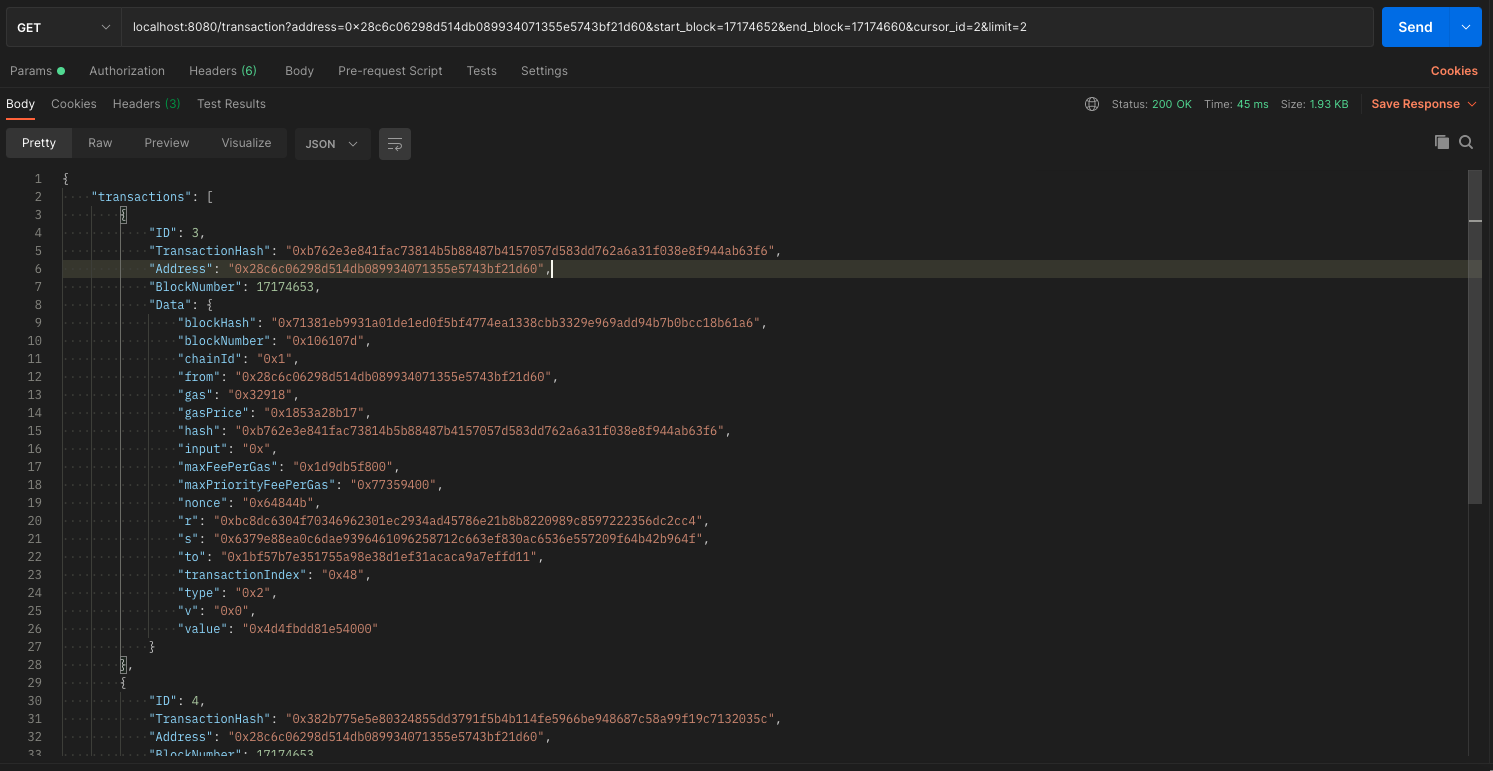 GET localhost:8080/transaction?address=0x28c6c06298d514db089934071355e5743bf21d60&start_block=17174652&end_block=17174660&cursor_id=2&limit=2 Send
Params Authorization Headers (6) Body Pre-request Script Tests Settings Cookies
Body Cookies Headers (3) Test Results Status: 200 OK Time: 45 ms Size: 1.93 KB Save Response
Pretty Raw Preview Visualize JSON
1 {
2 "transactions": [
3 {
4 "ID": 3,
5 "TransactionHash": "0xb762e3e841fac73814b5b88487b4157057d583dd762a6a31f038e8f944ab63f6",
6 "Address": "0x28c6c06298d514db089934071355e5743bf21d60",
7 "BlockNumber": 17174653,
8 "Data": {
9 "blockHash": "0x71381eb9931a01de1ed0f5bf4774ea1338cbb3329e969add94b7b0bcc18b61a6",
10 "blockNumber": "0x106107d",
11 "chainId": "0x1",
12 "from": "0x28c6c06298d514db089934071355e5743bf21d60",
13 "gas": "0x32918",
14 "gasPrice": "0x1853a28b17",
15 "hash": "0xb762e3e841fac73814b5b88487b4157057d583dd762a6a31f038e8f944ab63f6",
16 "input": "0x",
17 "maxFeePerGas": "0x1d9db5f800",
18 "maxPriorityFeePerGas": "0x77359400",
19 "nonce": "0x64844b",
20 "r": "0xbc8dc6304f70346962301ec2934ad45786e21b8b8220989c8597222356dc2cc4",
21 "s": "0x6379e88ea0c6dae9396461096258712c663ef830ac6536e557209f64b42b964f",
22 "to": "0x1bf57b7e351755a98e38d1ef31acaca9a7effd11",
23 "transactionIndex": "0x48",
24 "type": "0x2",
25 "v": "0x0",
26 "value": "0x4d4fbdd81e54000"
27 }
28 },
29 {
30 "ID": 4,
31 "TransactionHash": "0x382b775e5e80324855dd3791f5b4b114fe5966be948687c58a99f19c7132035c",
32 "Address": "0x28c6c06298d514db089934071355e5743bf21d60",
33 "BlockNumber": 17174653